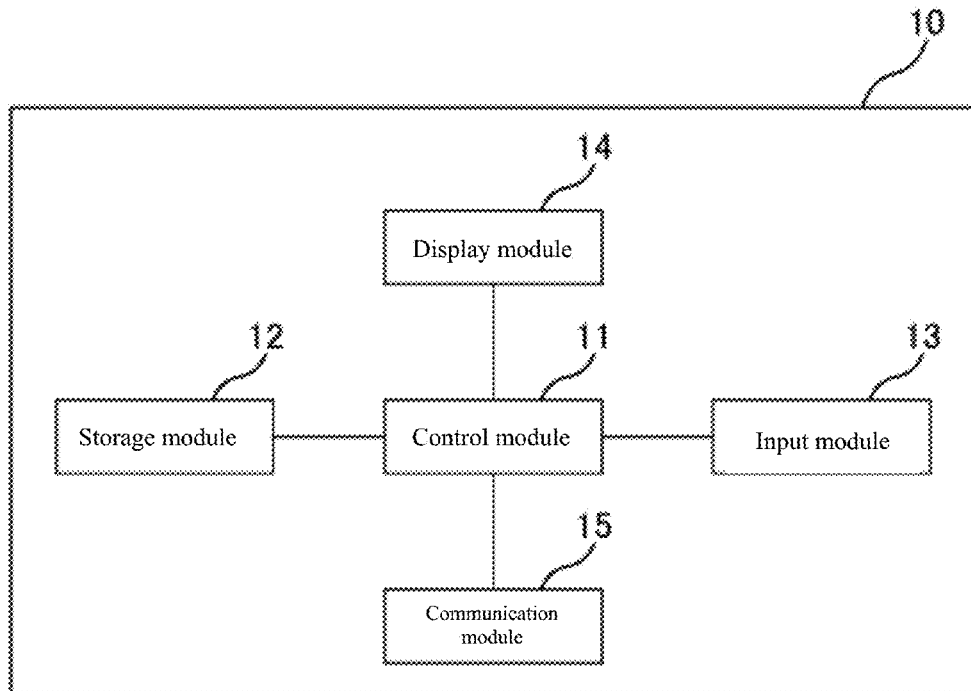 10
14
Display module
12
11
13
Storage module
Control module
Input module
15
Communication
module